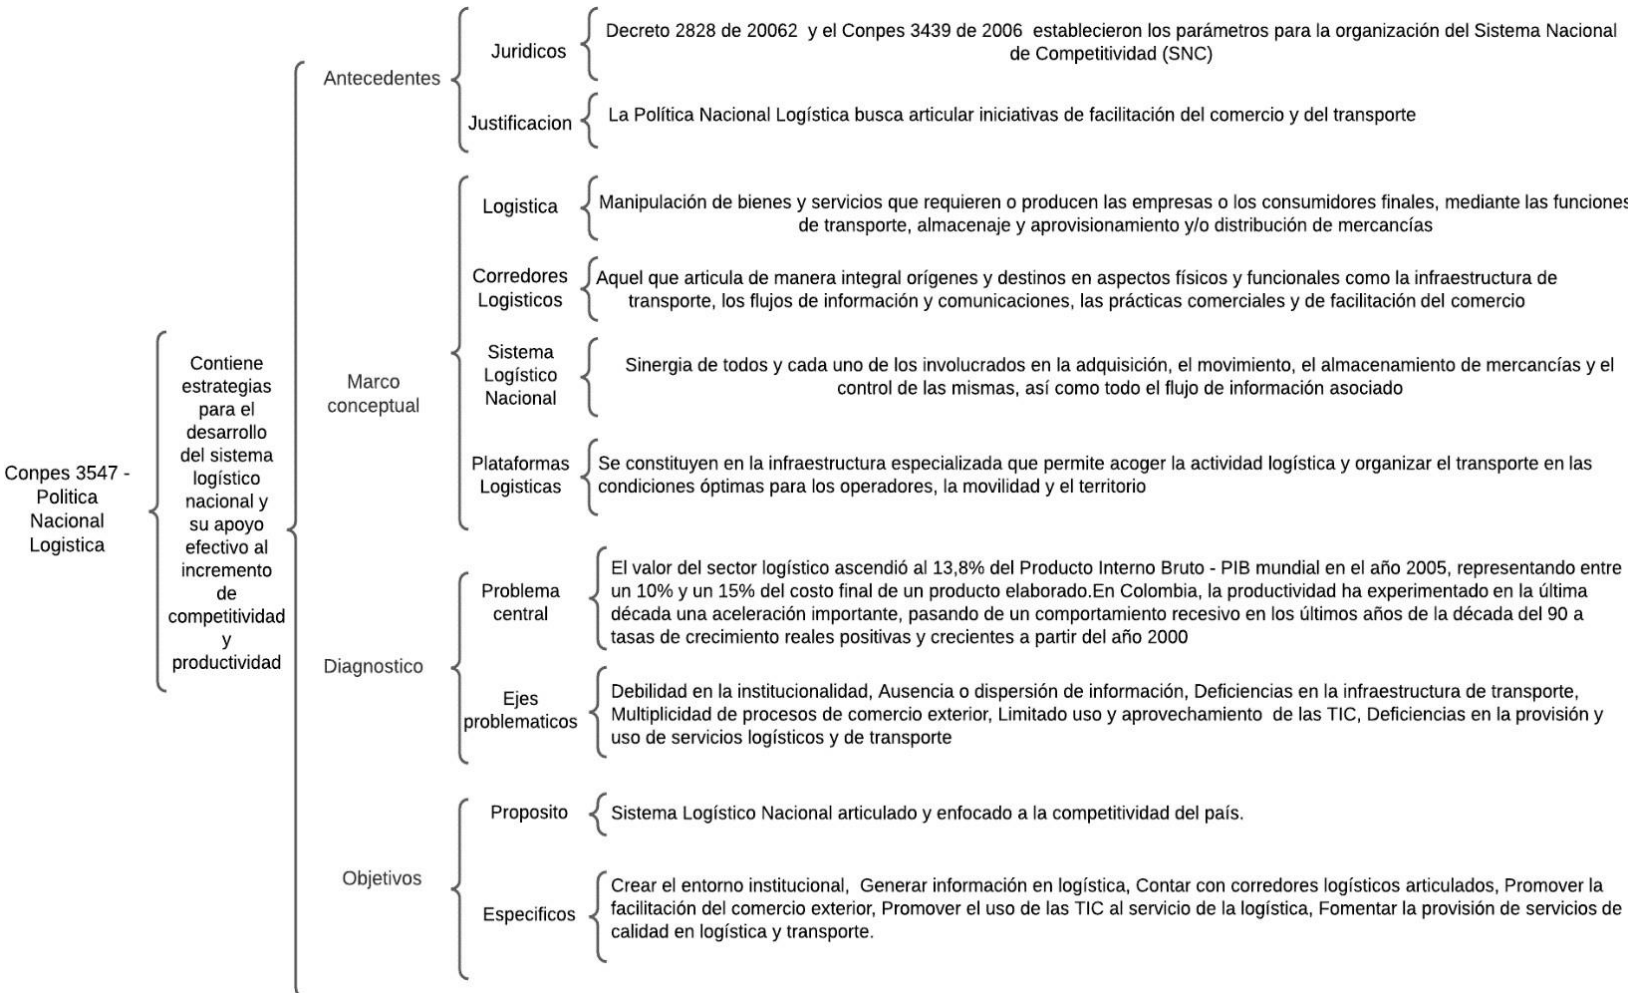 Conpes 3547 -
Politica
Nacional
Logistica
Contiene
estrategias
para el
desarrollo
del sistema
logístico
nacional y
su apoyo
efectivo al
incremento
de
competitividad
y
productividad
Antecedentes
Juridicos
Decreto 2828 de 20062  y el Conpes 3439 de 2006  establecieron los parámetros para la organización del Sistema Nacional
de Competitividad (SNC)
Justificacion
La Política Nacional Logística busca articular iniciativas de facilitación del comercio y del transporte
Marco
conceptual
Logistica
Manipulación de bienes y servicios que requieren o producen las empresas o los consumidores finales, mediante las funciones
de transporte, almacenaje y aprovisionamiento y/o distribución de mercancías
Corredores
Logisticos
Aquel que articula de manera integral orígenes y destinos en aspectos físicos y funcionales como la infraestructura de
transporte, los flujos de información y comunicaciones, las prácticas comerciales y de facilitación del comercio
Sistema
Logístico
Nacional
Sinergia de todos y cada uno de los involucrados en la adquisición, el movimiento, el almacenamiento de mercancías y el
control de las mismas, así como todo el flujo de información asociado
Plataformas
Logisticas
Se constituyen en la infraestructura especializada que permite acoger la actividad logística y organizar el transporte en las
condiciones óptimas para los operadores, la movilidad y el territorio
Diagnostico
Problema
central
El valor del sector logístico ascendió al 13,8% del Producto Interno Bruto - PIB mundial en el año 2005, representando entre
un 10% y un 15% del costo final de un producto elaborado.En Colombia, la productividad ha experimentado en la última
década una aceleración importante, pasando de un comportamiento recesivo en los últimos años de la década del 90 a
tasas de crecimiento reales positivas y crecientes a partir del año 2000
Ejes
problematicos
Debilidad en la institucionalidad, Ausencia o dispersión de información, Deficiencias en la infraestructura de transporte,
Multiplicidad de procesos de comercio exterior, Limitado uso y aprovechamiento  de las TIC, Deficiencias en la provisión y
uso de servicios logísticos y de transporte
Objetivos
Proposito
Sistema Logístico Nacional articulado y enfocado a la competitividad del país.
Especificos
Crear el entorno institucional,  Generar información en logística, Contar con corredores logísticos articulados, Promover la
facilitación del comercio exterior, Promover el uso de las TIC al servicio de la logística, Fomentar la provisión de servicios de
calidad en logística y transporte.